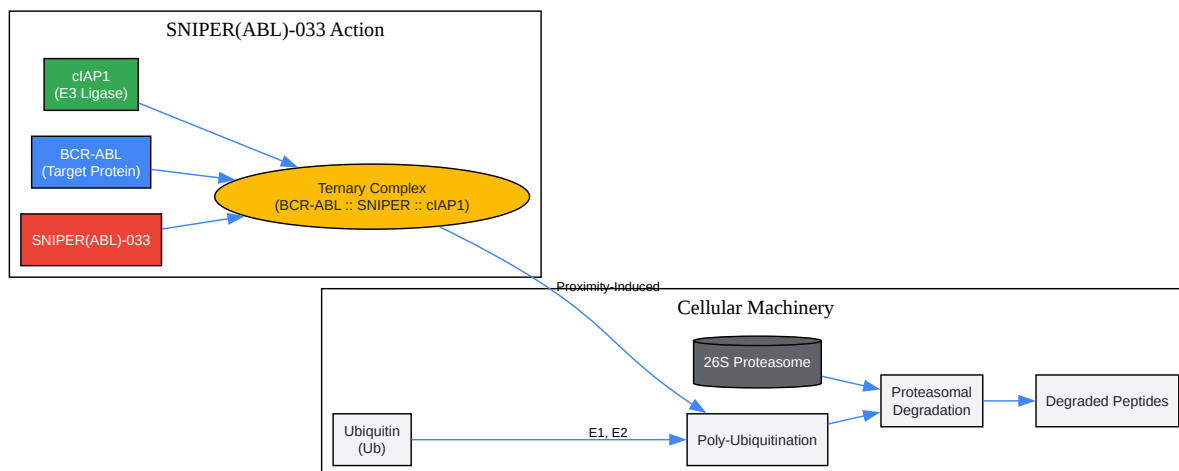 SNIPER(ABL)-033 Action
cIAP1
(E3 Ligase)
BCR-ABL
(Target Protein)
SNIPER(ABL)-033
Ternary Complex
(BCR-ABL :: SNIPER :: cIAP1)
Proximity-Induced
Cellular Machinery
26S Proteasome
Ubiquitin
(Ub)
E1, E2
Poly-Ubiquitination
Proteasomal
Degradation
Degraded Peptides